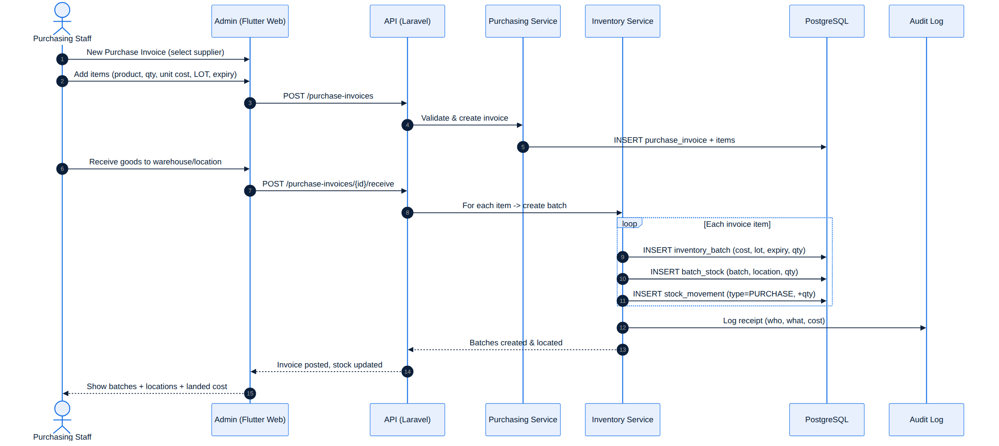 Purchasing Staff
Admin (Flutter Web)
API (Laravel)
Purchasing Service
Inventory Service
PostgreSQL
Audit Log
New Purchase Invoice (select supplier)
1
Add items (product, qty, unit cost, LOT, expiry)
2
POST /purchase-invoices
3
Validate & create invoice
4
INSERT purchase_invoice + items
5
Receive goods to warehouse/location
6
POST /purchase-invoices/{id}/receive
7
For each item -> create batch
8
loop
[Each invoice item]
INSERT inventory_batch (cost, lot, expiry, qty)
9
INSERT batch_stock (batch, location, qty)
10
INSERT stock_movement (type=PURCHASE, +qty)
11
Log receipt (who, what, cost)
12
Batches created & located
13
Invoice posted, stock updated
14
Show batches + locations + landed cost
15
Purchasing Staff
Admin (Flutter Web)
API (Laravel)
Purchasing Service
Inventory Service
PostgreSQL
Audit Log